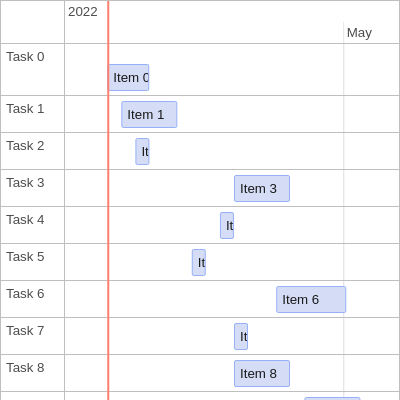 2022
May
Task 0
Item 0
Task 1
Item 1
Task 2
It
Task 3
Item 3
Task 4
It
Task 5
It
Task 6
Item 6
Task 7
It
Task 8
Item 8